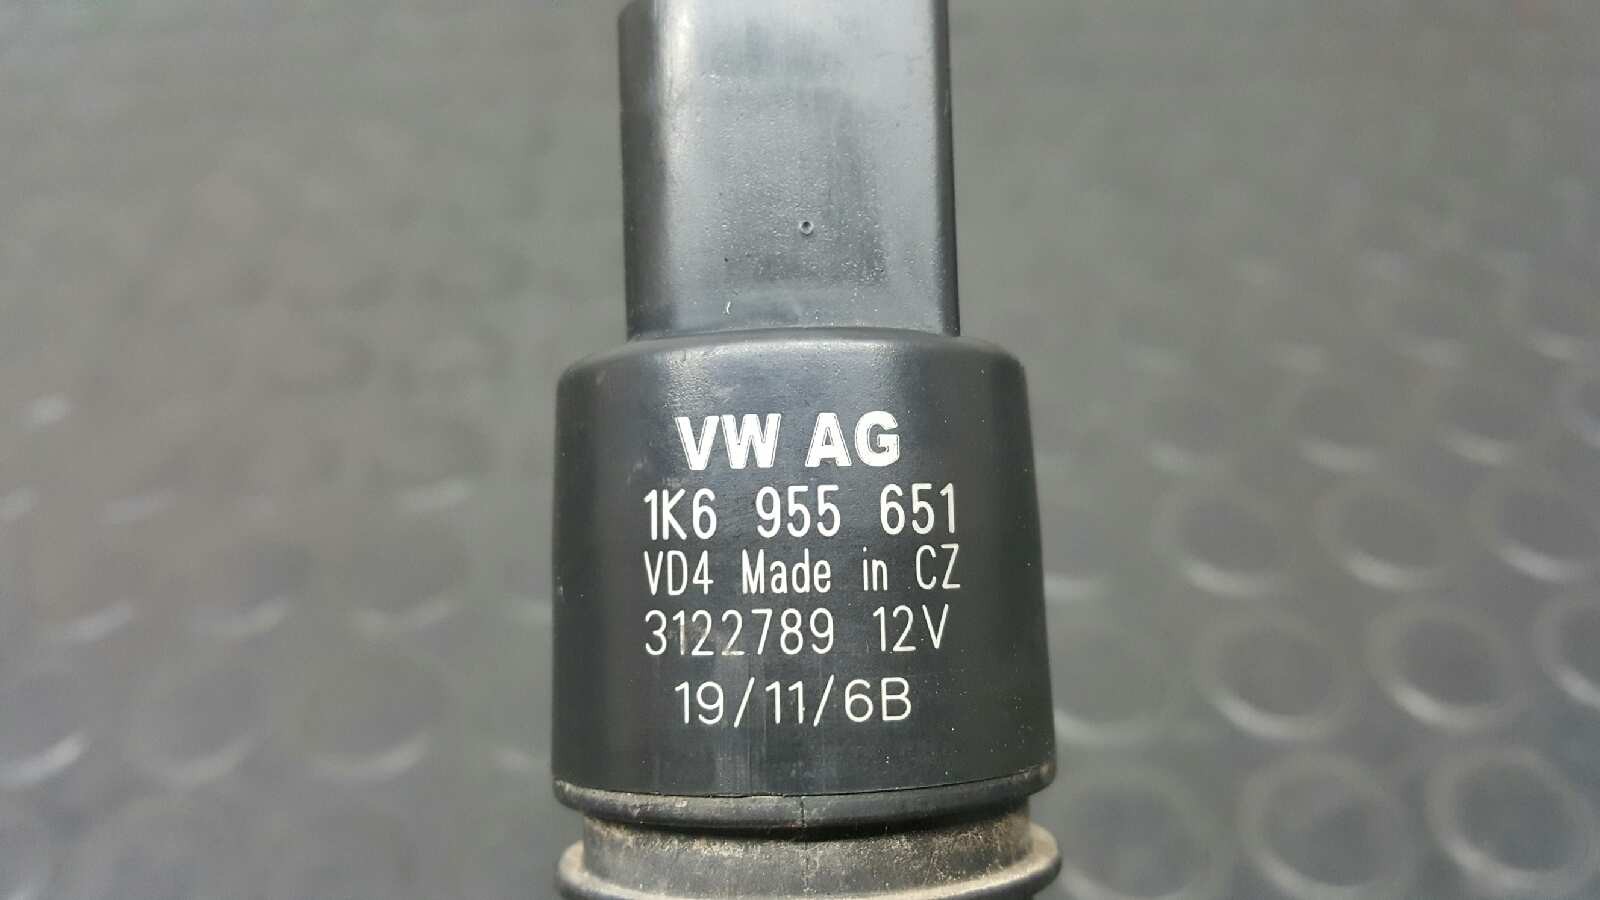 VW AG
1K6 955 651
VD4 Made in CZ
3122789 12V
19/11/6B